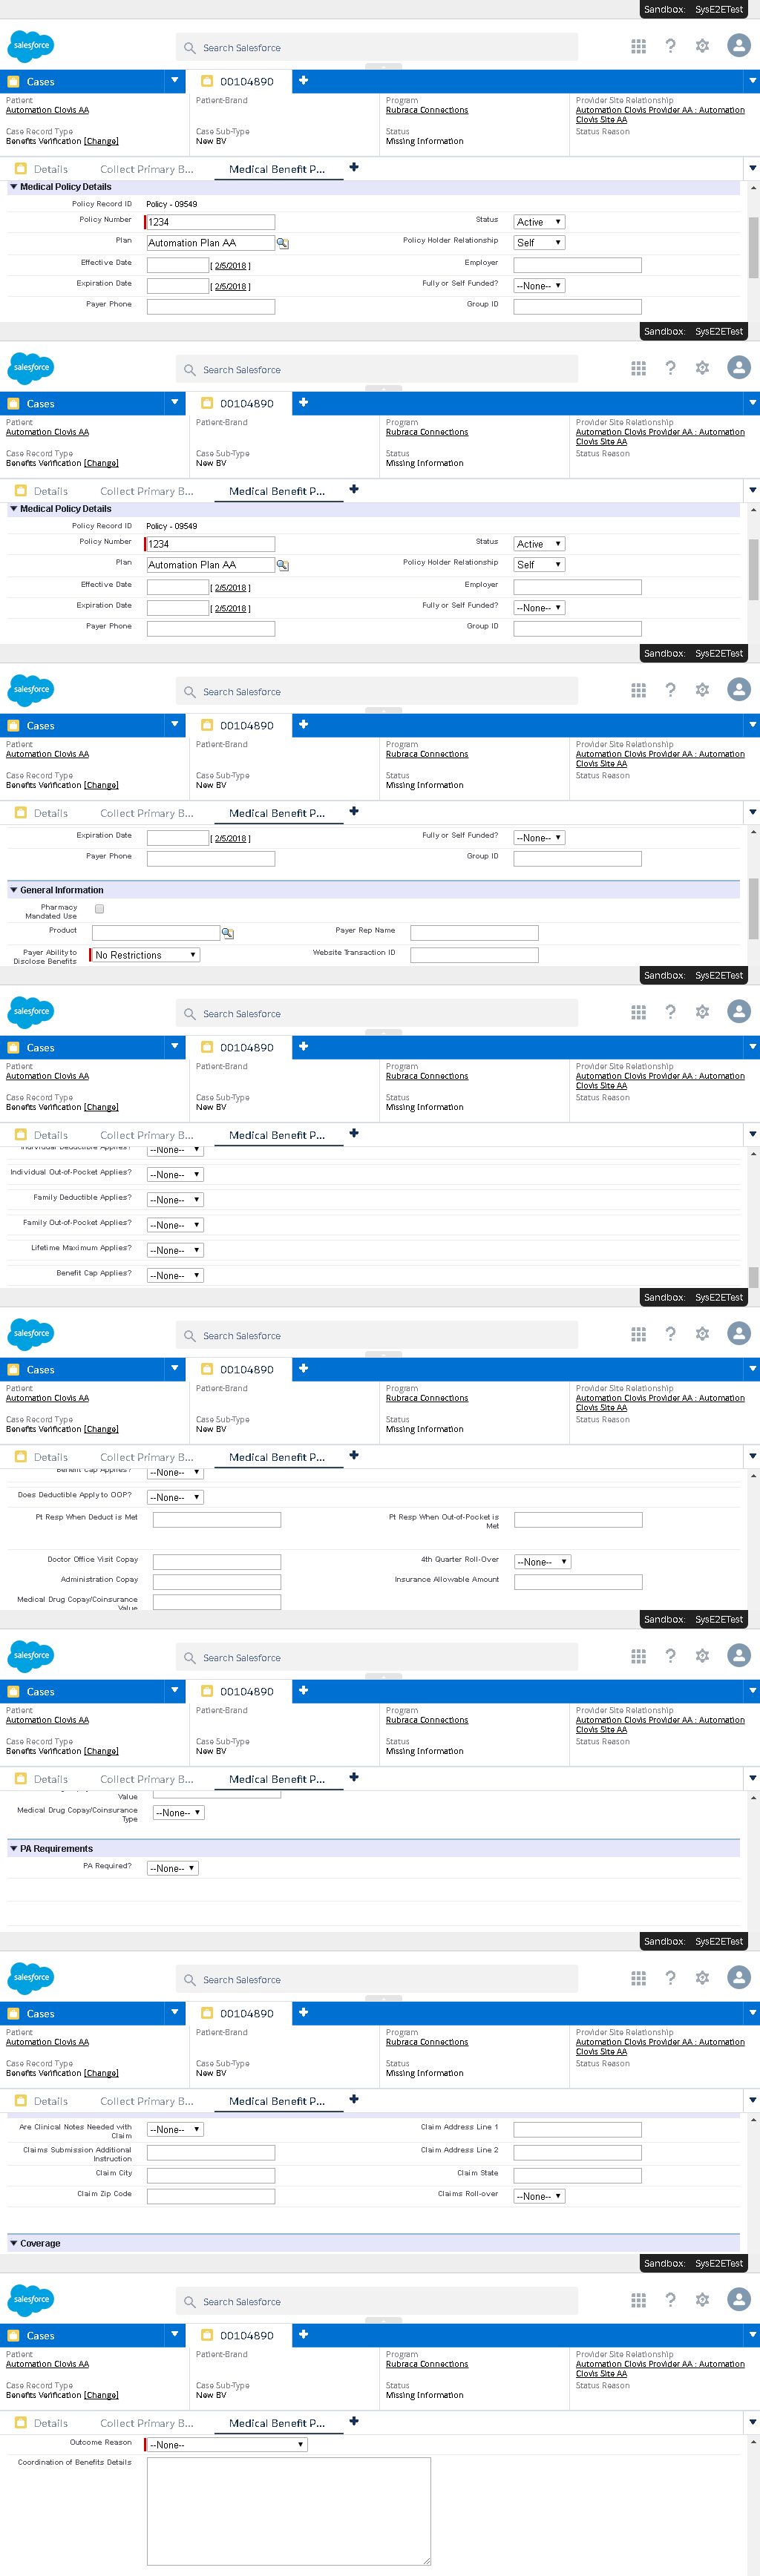 Sandbox: SysE2ETest
salesforce Search Salesforce
Cases 00104890
Patient Patient-Brand Program Provider Site Relationship
Automation Clovis AA Rubraca Connections Automation Clovis Provider AA : Automation
Clovis Site AA
Case Record Type Case Sub-Type Status Status Reason
Benefits Verification [Change] New BV Missing Information
Details Collect Primary B... Medical Benefit P...
Medical Policy Details
Policy Record ID Policy - 09549
Policy Number 1234 Status Active
Plan Automation Plan AA Policy Holder Relationship Self
Effective Date [ 2/5/2018 ] Employer
Expiration Date [ 2/5/2018 ] Fully or Self Funded? --None--
Payer Phone Group ID
Sandbox: SysE2ETest
salesforce Search Salesforce
Cases 00104890
Patient Patient-Brand Program Provider Site Relationship
Automation Clovis AA Rubraca Connections Automation Clovis Provider AA : Automation
Clovis Site AA
Case Record Type Case Sub-Type Status Status Reason
Benefits Verification [Change] New BV Missing Information
Details Collect Primary B... Medical Benefit P...
Medical Policy Details
Policy Record ID Policy - 09549
Policy Number 1234 Status Active
Plan Automation Plan AA Policy Holder Relationship Self
Effective Date [ 2/5/2018 ] Employer
Expiration Date [ 2/5/2018 ] Fully or Self Funded? --None--
Payer Phone Group ID
Sandbox: SysE2ETest
salesforce Search Salesforce
Cases 00104890
Patient Patient-Brand Program Provider Site Relationship
Automation Clovis AA Rubraca Connections Automation Clovis Provider AA : Automation
Clovis Site AA
Case Record Type Case Sub-Type Status Status Reason
Benefits Verification [Change] New BV Missing Information
Details Collect Primary B... Medical Benefit P...
Expiration Date [ 2/5/2018 ] Fully or Self Funded? --None--
Payer Phone Group ID
General Information
Pharmacy
Mandated Use
Product Payer Rep Name
Payer Ability to No Restrictions Website Transaction ID
Disclose Benefits
Sandbox: SysE2ETest
salesforce Search Salesforce
Cases 00104890
Patient Patient-Brand Program Provider Site Relationship
Automation Clovis AA Rubraca Connections Automation Clovis Provider AA : Automation
Clovis Site AA
Case Record Type Case Sub-Type Status Status Reason
Benefits Verification [Change] New BV Missing Information
Details Collect Primary B... Medical Benefit P...
Individual Deductible Applies? --None--
Individual Out-of-Pocket Applies? --None--
Family Deductible Applies? --None--
Family Out-of-Pocket Applies? --None--
Lifetime Maximum Applies? --None--
Benefit Cap Applies? --None--
Sandbox: SysE2ETest
salesforce Search Salesforce
Cases 00104890
Patient Patient-Brand Program Provider Site Relationship
Automation Clovis AA Rubraca Connections Automation Clovis Provider AA : Automation
Clovis Site AA
Case Record Type Case Sub-Type Status Status Reason
Benefits Verification [Change] New BV Missing Information
Details Collect Primary B... Medical Benefit P...
Benefit Cap Applies? --None--
Does Deductible Apply to OOP? --None--
Pt Resp When Deduct is Met Pt Resp When Out-of-Pocket is
Met
Doctor Office Visit Copay 4th Quarter Roll-Over --None--
Administration Copay Insurance Allowable Amount
Medical Drug Copay/Coinsurance
Value
Sandbox: SysE2ETest
salesforce Search Salesforce
Cases 00104890
Patient Patient-Brand Program Provider Site Relationship
Automation Clovis AA Rubraca Connections Automation Clovis Provider AA : Automation
Clovis Site AA
Case Record Type Case Sub-Type Status Status Reason
Benefits Verification [Change] New BV Missing Information
Details Collect Primary B... Medical Benefit P...
Value
Medical Drug Copay/Coinsurance --None--
Type
PA Requirements
PA Required? --None--
Sandbox: SysE2ETest
salesforce Search Salesforce
Cases 00104890
Patient Patient-Brand Program Provider Site Relationship
Automation Clovis AA Rubraca Connections Automation Clovis Provider AA : Automation
Clovis Site AA
Case Record Type Case Sub-Type Status Status Reason
Benefits Verification [Change] New BV Missing Information
Details Collect Primary B... Medical Benefit P...
Are Clinical Notes Needed with --None-- Claim Address Line 1
Claim
Claims Submission Additional Claim Address Line 2
Instruction
Claim City Claim State
Claim Zip Code Claims Roll-over --None--
Coverage
Sandbox: SysE2ETest
salesforce Search Salesforce
Cases 00104890
Patient Patient-Brand Program Provider Site Relationship
Automation Clovis AA Rubraca Connections Automation Clovis Provider AA : Automation
Clovis Site AA
Case Record Type Case Sub-Type Status Status Reason
Benefits Verification [Change] New BV Missing Information
Details Collect Primary B... Medical Benefit P...
Outcome Reason --None--
Coordination of Benefits Details